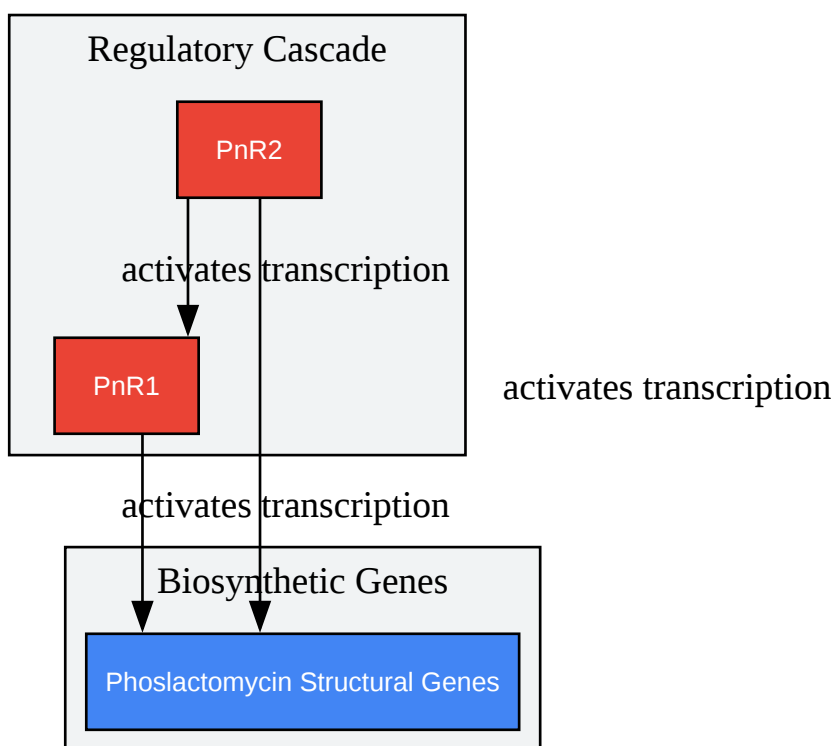 Regulatory Cascade
PnR2
activates transcription
PnR1
activates transcription
activates transcription
Biosynthetic Genes
Phoslactomycin Structural Genes